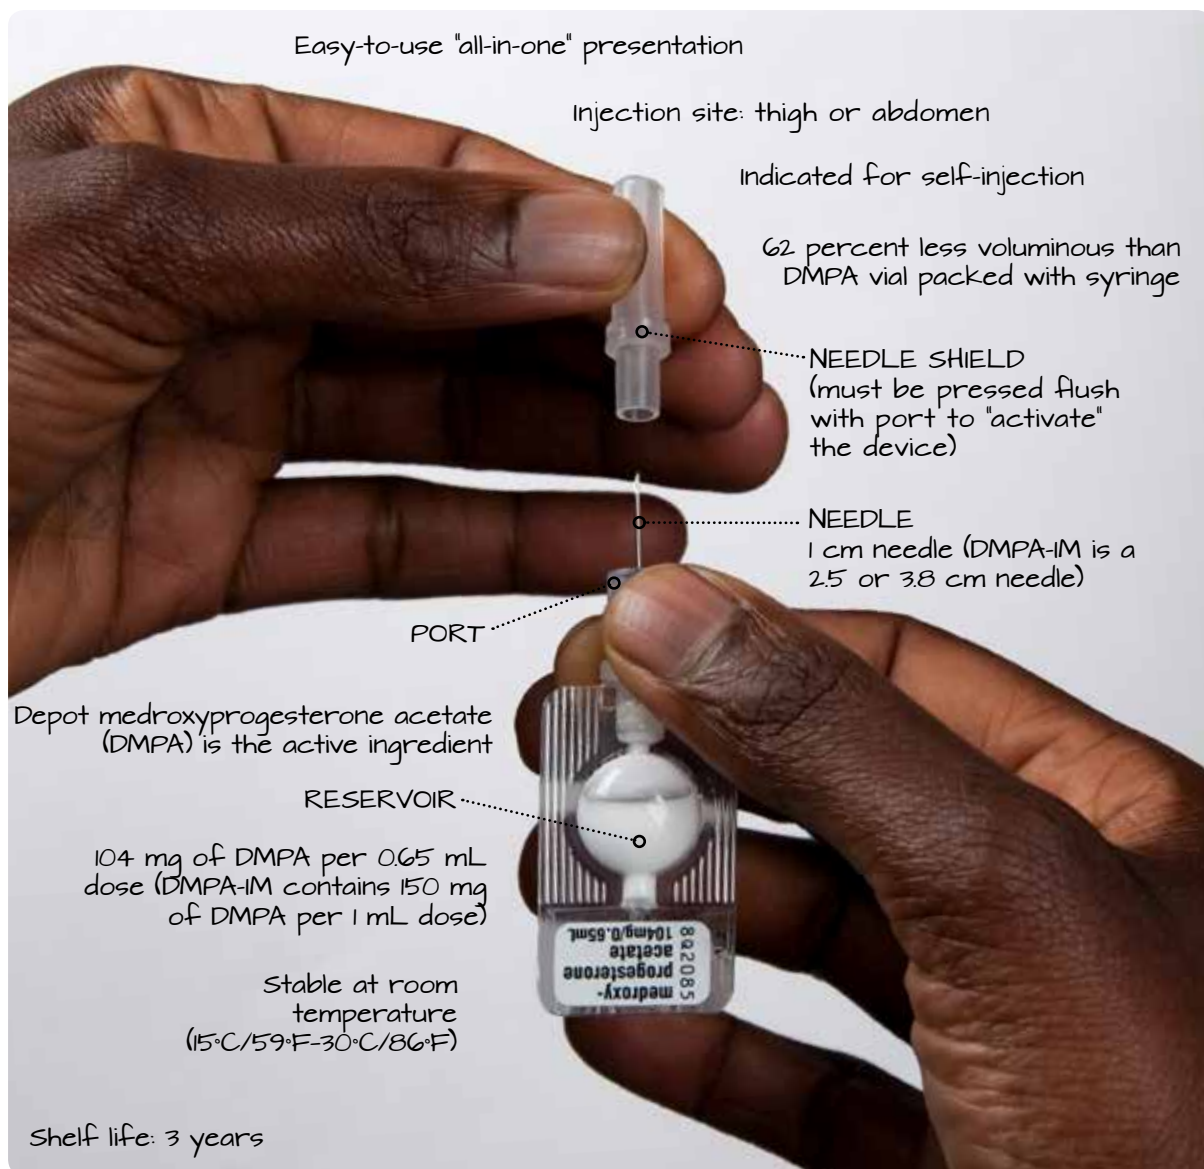 Easy-to-use "all-in-one" presentation
Injection site: thigh or abdomen
Indicated for self-injection
62 percent less voluminous than
DMPA vial packed with syringe
NEEDLE SHIELD
(must be pressed flush
with port to "activate"
the device)
NEEDLE
1 cm needle (DMPA-IM is a
2.5 or 3.8 cm needle)
PORT
Depot medroxyprogesterone acetate
(DMPA) is the active ingredient
RESERVOIR
104 mg of DMPA per 0.65 mL
dose (DMPA-IM contains 150 mg
of DMPA per 1 mL dose)
Stable at room
temperature
(15°C/59°F-30°C/86°F)
medroxy-
progesterone
acetate
104mg/0.65mL
8Q2085
Shelf life: 3 years